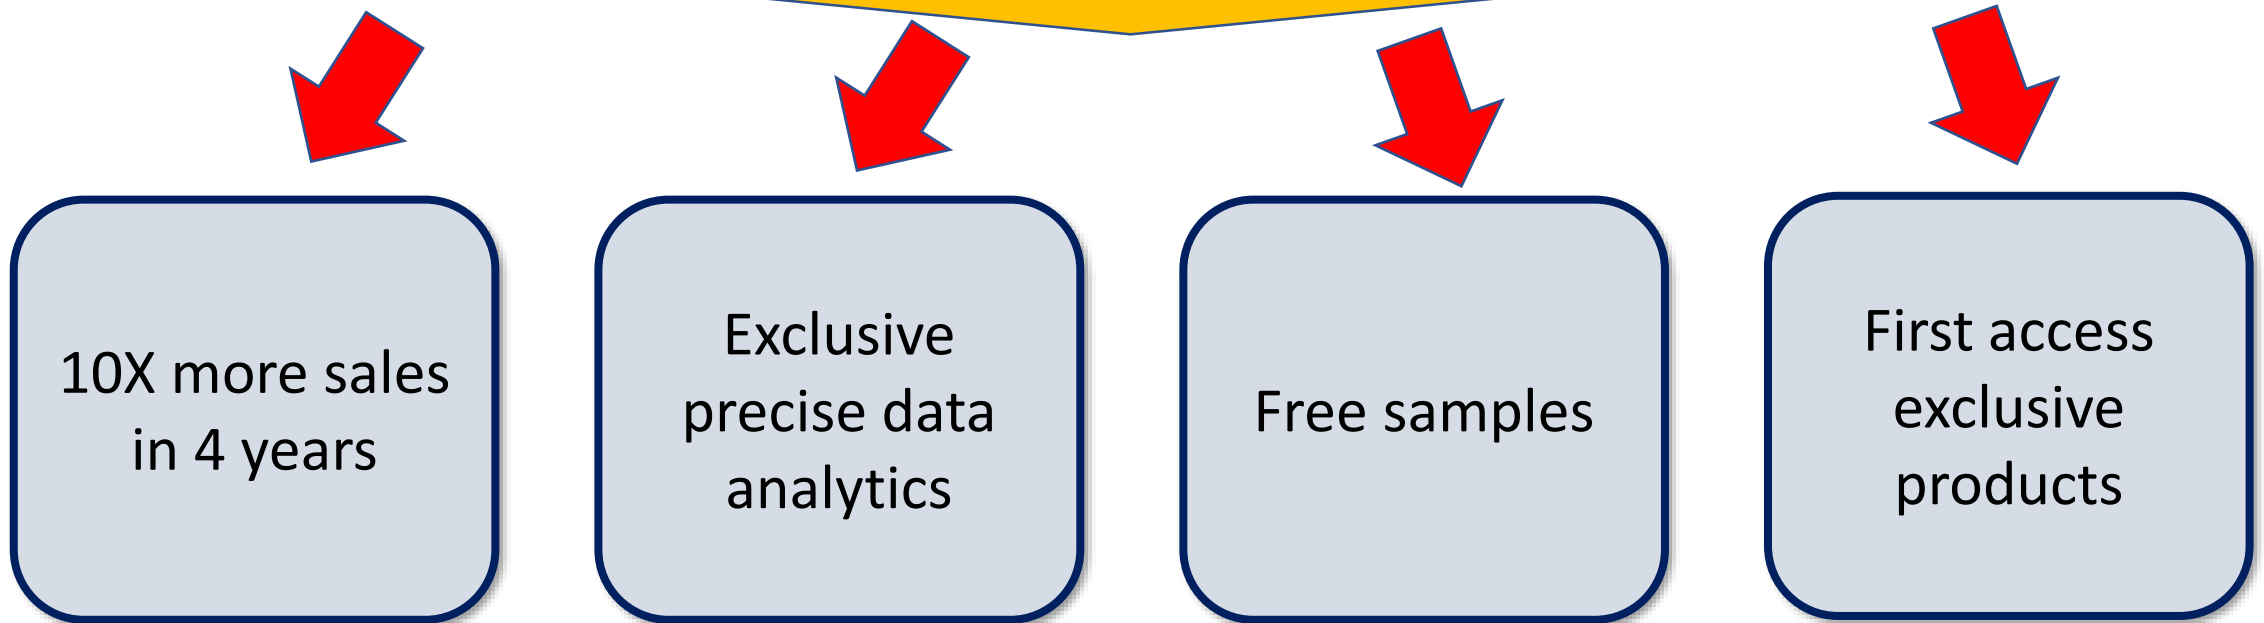 10X more sales
in 4 years
Exclusive
precise data
analytics
Free samples
First access
exclusive
products